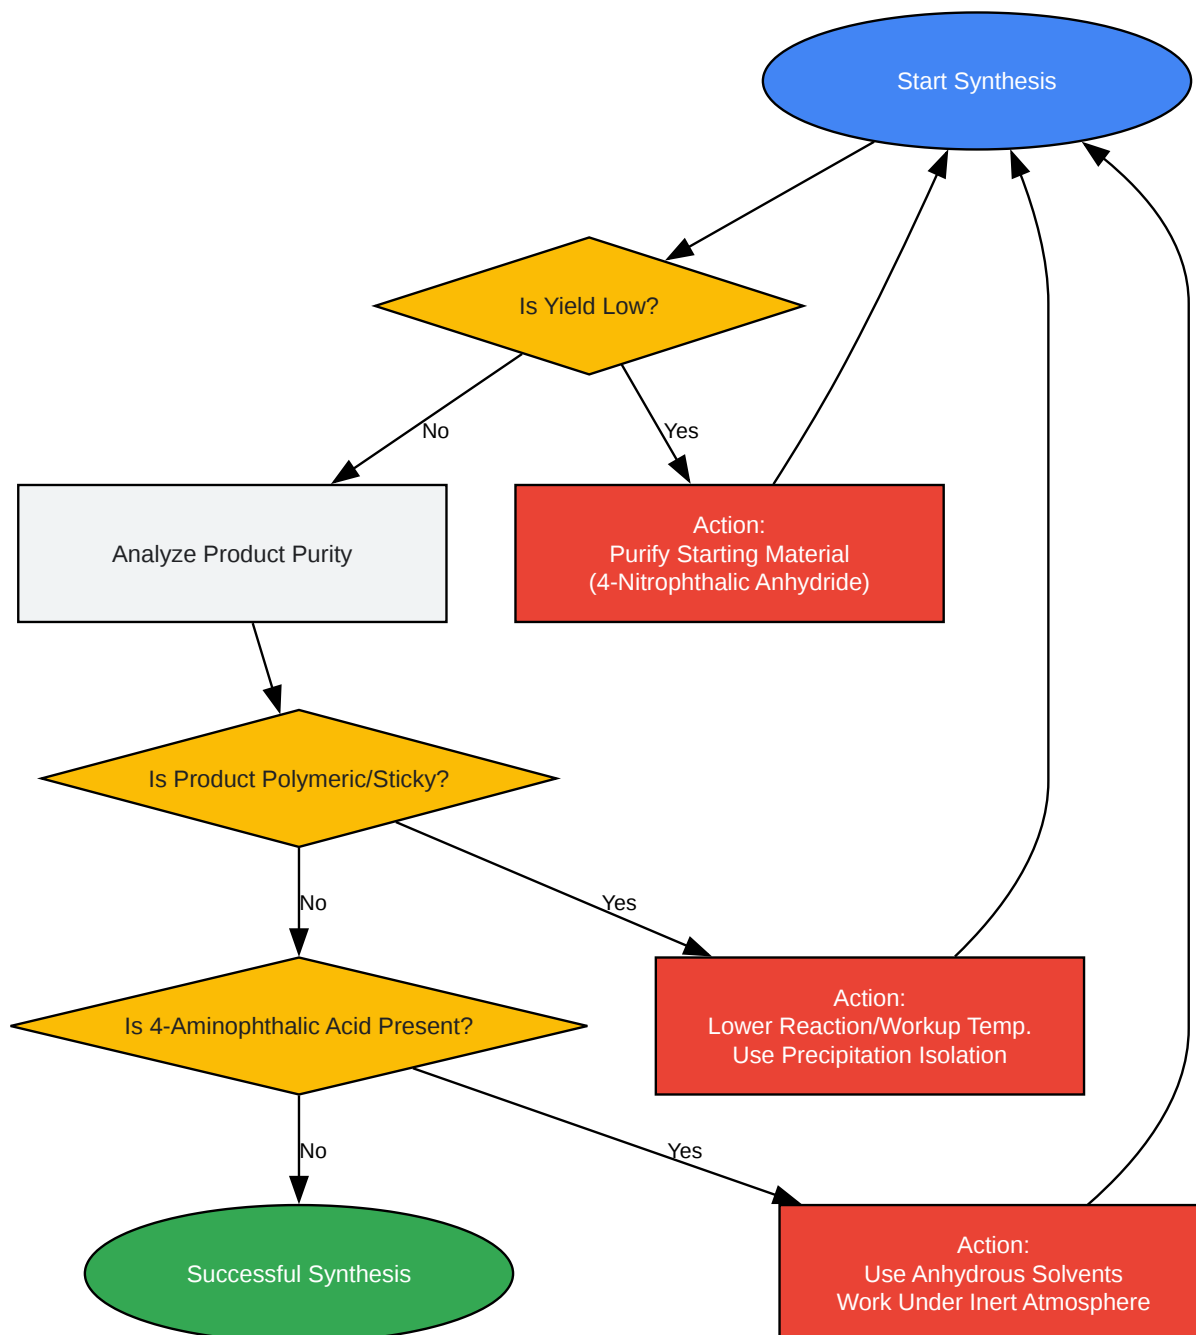 Start Synthesis
Is Yield Low?
No
Yes
Analyze Product Purity
Action:
Purify Starting Material
(4-Nitrophthalic Anhydride)
Is Product Polymeric/Sticky?
No
Yes
Is 4-Aminophthalic Acid Present?
Action:
Lower Reaction/Workup Temp.
Use Precipitation Isolation
No
Yes
Successful Synthesis
Action:
Use Anhydrous Solvents
Work Under Inert Atmosphere